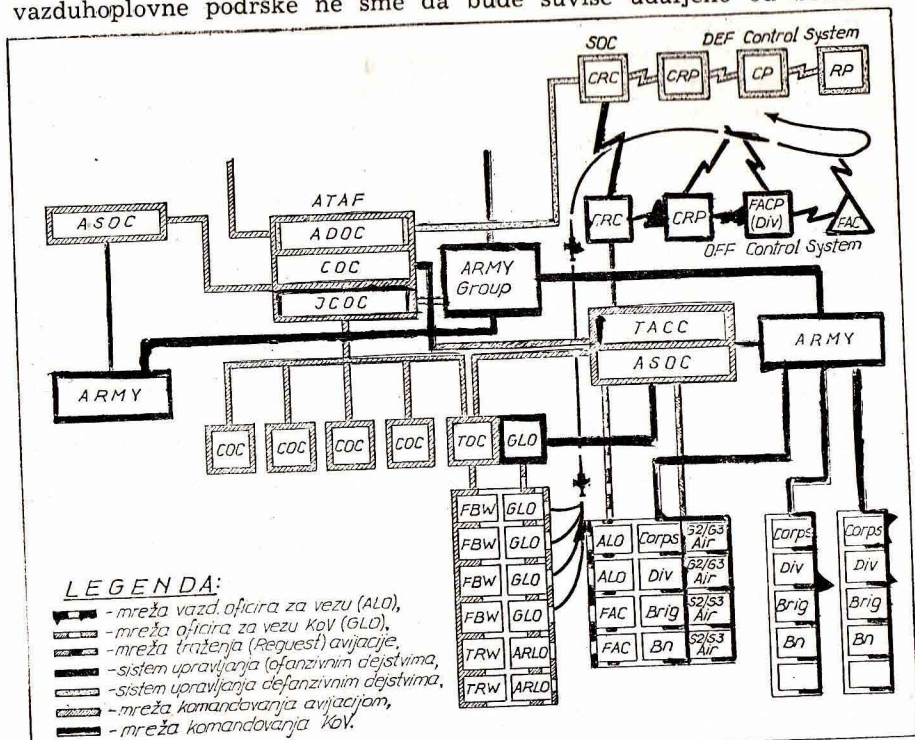 vazduhoplovne podrške ne sme da bude suviše udaljeno od
SOC
DEF Control System
CRC CRP CP RP
ATAF
ASOC
ADOC
COC
JCOC
ARMY
Group
CRC CRP FACP
(Div)
FAC
OFF Control System
TACC
ASOC
ARMY
ARMY
COC COC COC COC TOC GLO
FBW GLO
FBW GLO
FBW GLO
FBW GLO
TRW ARLO
TRW ARLO
ALO Corps G2/G3
Air
ALO Div G2/G3
Air
FAC Brig S2/S3
Air
FAC Bn S2/S3
Air
Corps
Div
Brig
Bn
Corps
Div
Brig
Bn
LEGENDA:
- mreža vazd. oficira za vezu (ALO),
- mreža oficira za vezu KoV (GLO),
- mreža traženja (Request) avijacije,
- sistem upravljanja (ofanzivnim dejstvima,
- sistem upravljanja defanzivnim dejstvima,
- mreža komandovanja avijacijom,
- mreža komandovanja KoV.